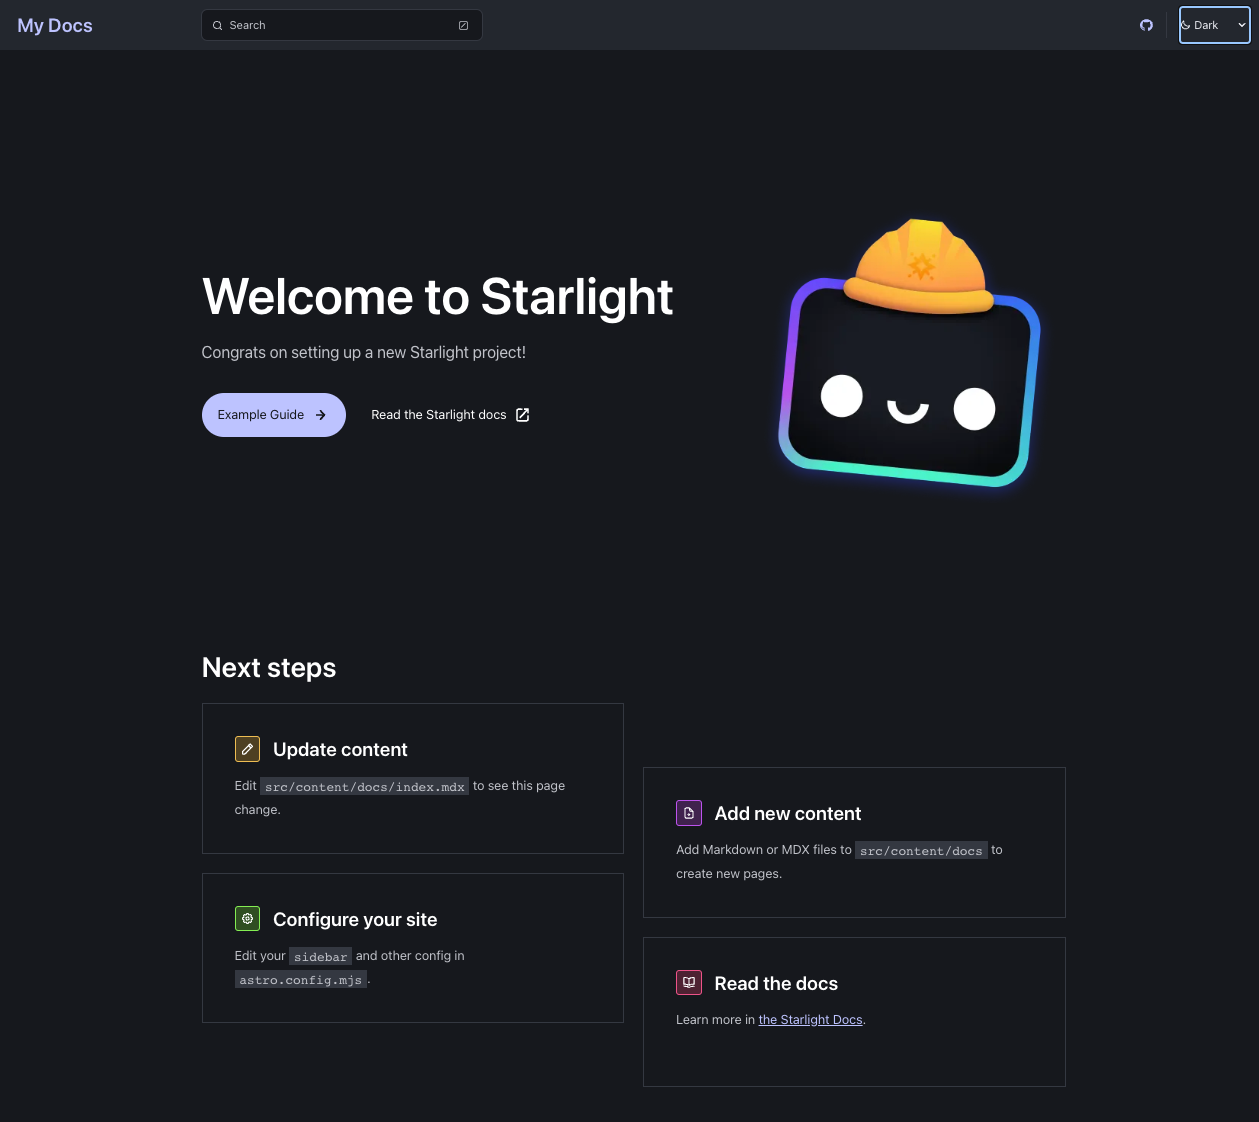 My Docs
Search
Dark
Welcome to Starlight
Congrats on setting up a new Starlight project!
Example Guide
Read the Starlight docs
Next steps
Update content
Edit src/content/docs/index.mdx to see this page
change.
Add new content
Add Markdown or MDX files to src/content/docs to
create new pages.
Configure your site
Edit your sidebar and other config in
astro.config.mjs.
Read the docs
Learn more in the Starlight Docs.